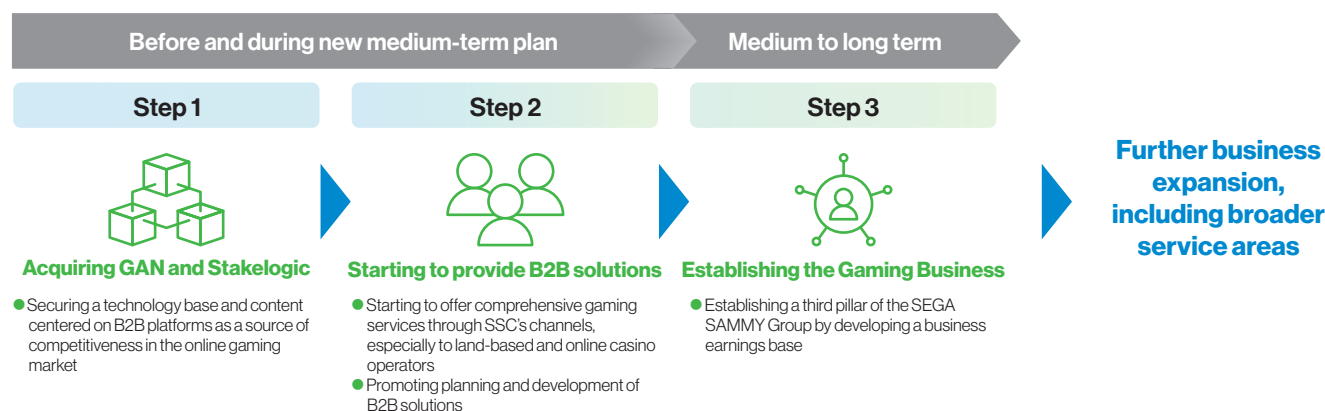 Before and during new medium-term plan
Medium to long term
Step 1
Step 2
Step 3
Acquiring GAN and Stakelogic
● Securing a technology base and content
centered on B2B platforms as a source of
competitiveness in the online gaming
market
Starting to provide B2B solutions
● Starting to offer comprehensive gaming
services through SSC's channels,
especially to land-based and online casino
operators
● Promoting planning and development of
B2B solutions
Establishing the Gaming Business
● Establishing a third pillar of the SEGA
SAMMY Group by developing a business
earnings base
Further business
expansion,
including broader
service areas